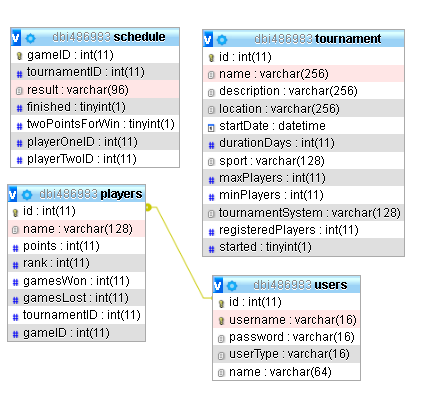 dbi486983 schedule
gameID : int(11)
tournamentID : int(11)
result : varchar(96)
finished : tinyint(1)
twoPointsForWin : tinyint(1)
playerOneID : int(11)
playerTwoID : int(11)
dbi486983 tournament
id : int(11)
name : varchar(256)
description : varchar(256)
location : varchar(256)
startDate : datetime
durationDays : int(11)
sport : varchar(128)
maxPlayers : int(11)
minPlayers : int(11)
tournamentSystem : varchar(128)
registeredPlayers : int(11)
started : tinyint(1)
dbi486983 players
id : int(11)
name : varchar(128)
points : int(11)
rank : int(11)
gamesWon : int(11)
gamesLost : int(11)
tournamentID : int(11)
gameID : int(11)
dbi486983 users
id : int(11)
username : varchar(16)
password : varchar(16)
userType : varchar(16)
name : varchar(64)